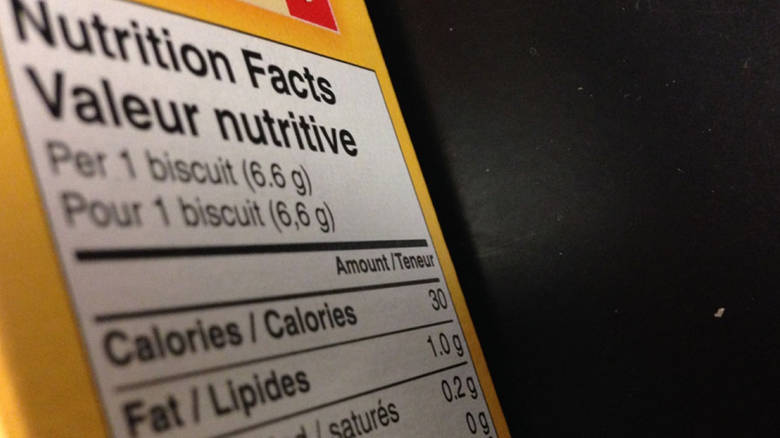 Nutrition Facts
Valeur nutritive
Per 1 biscuit (6.6 g)
Pour 1 biscuit (6,6 g)
Amount/Teneur
Calories / Calories 30
Fat / Lipides 1.0 g
/ saturés 0.2 g
0 g